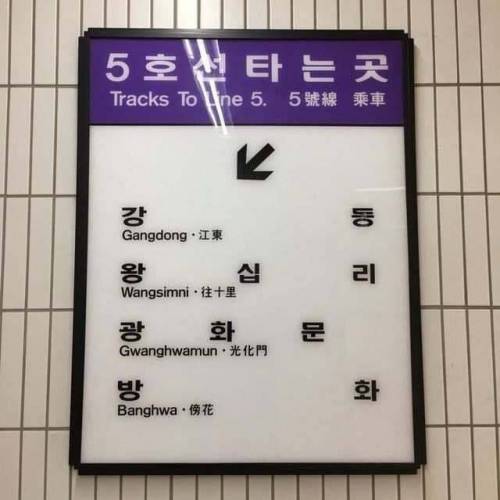 5호선 타는 곳
Tracks To Line 5. 5號線 乘車
강동
Gangdong·江東
왕십리
Wangsimni·往十里
광화문
Gwanghwamun·光化門
방화
Banghwa·傍花